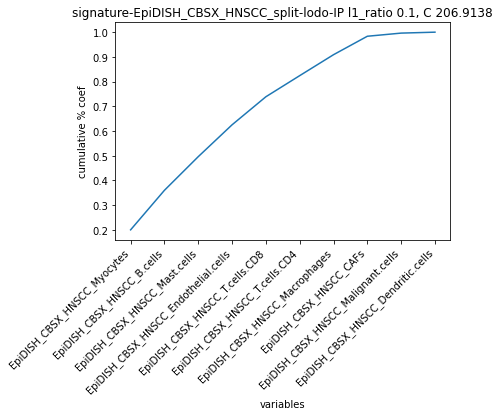 signature-EpiDISH_CBSX_HNSCC_split-lodo-IP l1_ratio 0.1, C 206.9138
1.0
0.9
0.8
0.7
0.6
0.5
0.4
0.3
0.2
cumulative % coef
EpiDISH_CBSX_HNSCC_Myocytes
EpiDISH_CBSX_HNSCC_B.cells
EpiDISH_CBSX_HNSCC_Mast.cells
EpiDISH_CBSX_HNSCC_Endothelial.cells
EpiDISH_CBSX_HNSCC_T.cells.CD8
EpiDISH_CBSX_HNSCC_T.cells.CD4
EpiDISH_CBSX_HNSCC_Macrophages
EpiDISH_CBSX_HNSCC_CAFs
EpiDISH_CBSX_HNSCC_Malignant.cells
EpiDISH_CBSX_HNSCC_Dendritic.cells
variables